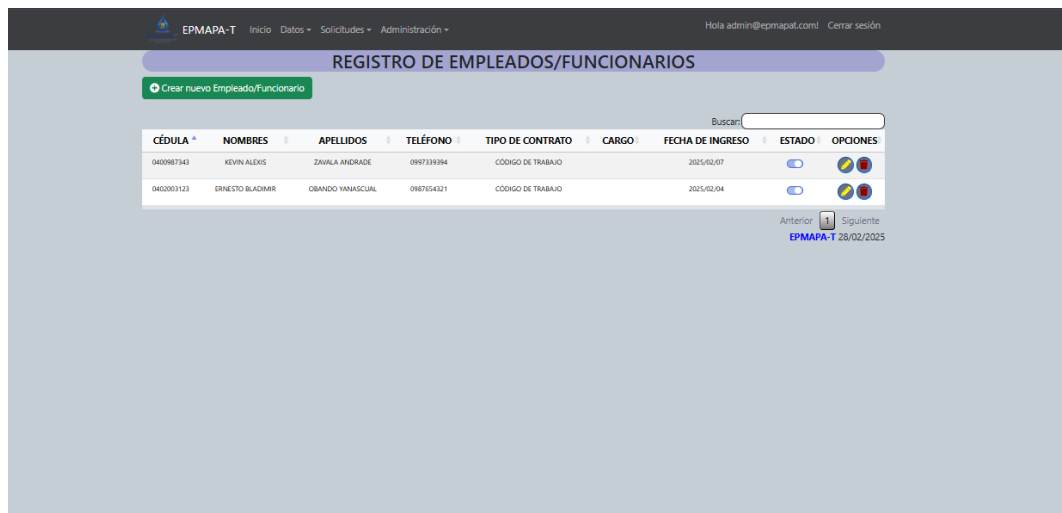 EPMAPA-T Inicio Datos Solicitudes Administración Hola admin@epmapat.com! Cerrar sesión
REGISTRO DE EMPLEADOS/FUNCIONARIOS
Crear nuevo Empleado/Funcionario
Buscar:
CÉDULA NOMBRES APELLIDOS TELÉFONO TIPO DE CONTRATO CARGO FECHA DE INGRESO ESTADO OPCIONES
0400987343 KEVIN ALEXIS ZAVALA ANDRADE 0997339394 CÓDIGO DE TRABAJO 2025/02/07
0402003123 ERNESTO BLADIMIR OBANDO YANASCUAL 0987654321 CÓDIGO DE TRABAJO 2025/02/04
Anterior 1 Siguiente
EPMAPA-T 28/02/2025